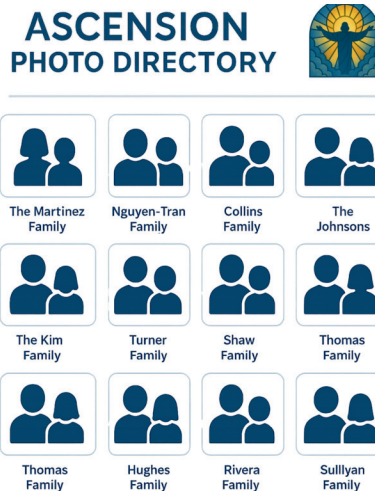 ASCENSION
PHOTO DIRECTORY
The Martinez Family
Nguyen-Tran Family
Collins Family
The Johnsons
The Kim Family
Turner Family
Shaw Family
Thomas Family
Thomas Family
Hughes Family
Rivera Family
Sulllyan Family